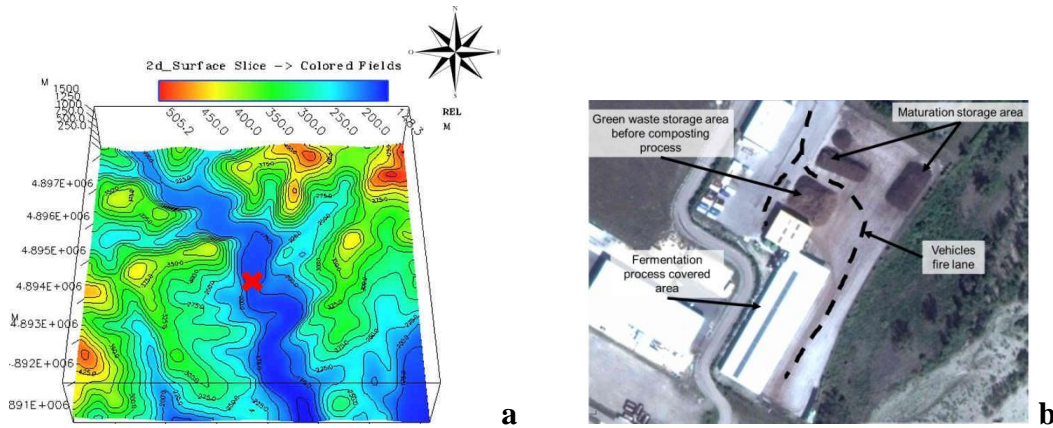 N
O
E
S
2d_Surface Slice -> Colored Fields
M
1500
1250
1000
750.0
250.0
505.2
450.0
400.0
350.0
300.0
250.0
200.0
148.3
REL
M
4.897E+006
4.896E+006
4.895E+006
4.894E+006
M
4.893E+006
-892E+006
891E+006
a
Green waste storage area
before composting
process
Maturation storage area
Fermentation
process covered
area
Vehicles
fire lane
b